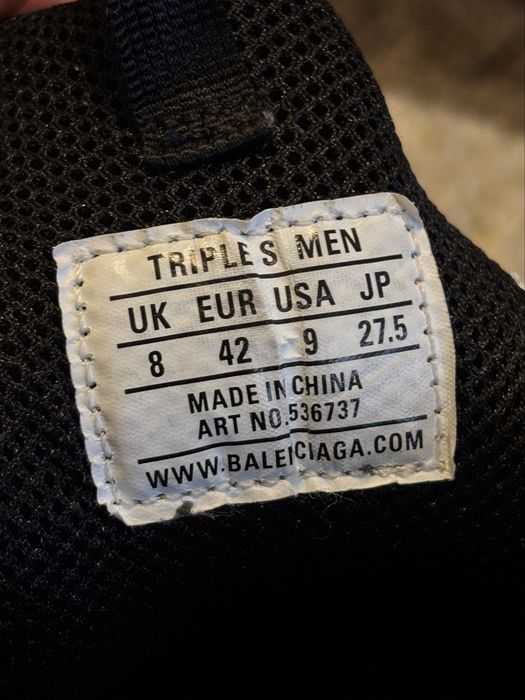 TRIPLE S MEN
UK EUR USA JP
8 42 9 27.5
MADE IN CHINA
ART NO.536737
WWW.BALENCIAGA.COM